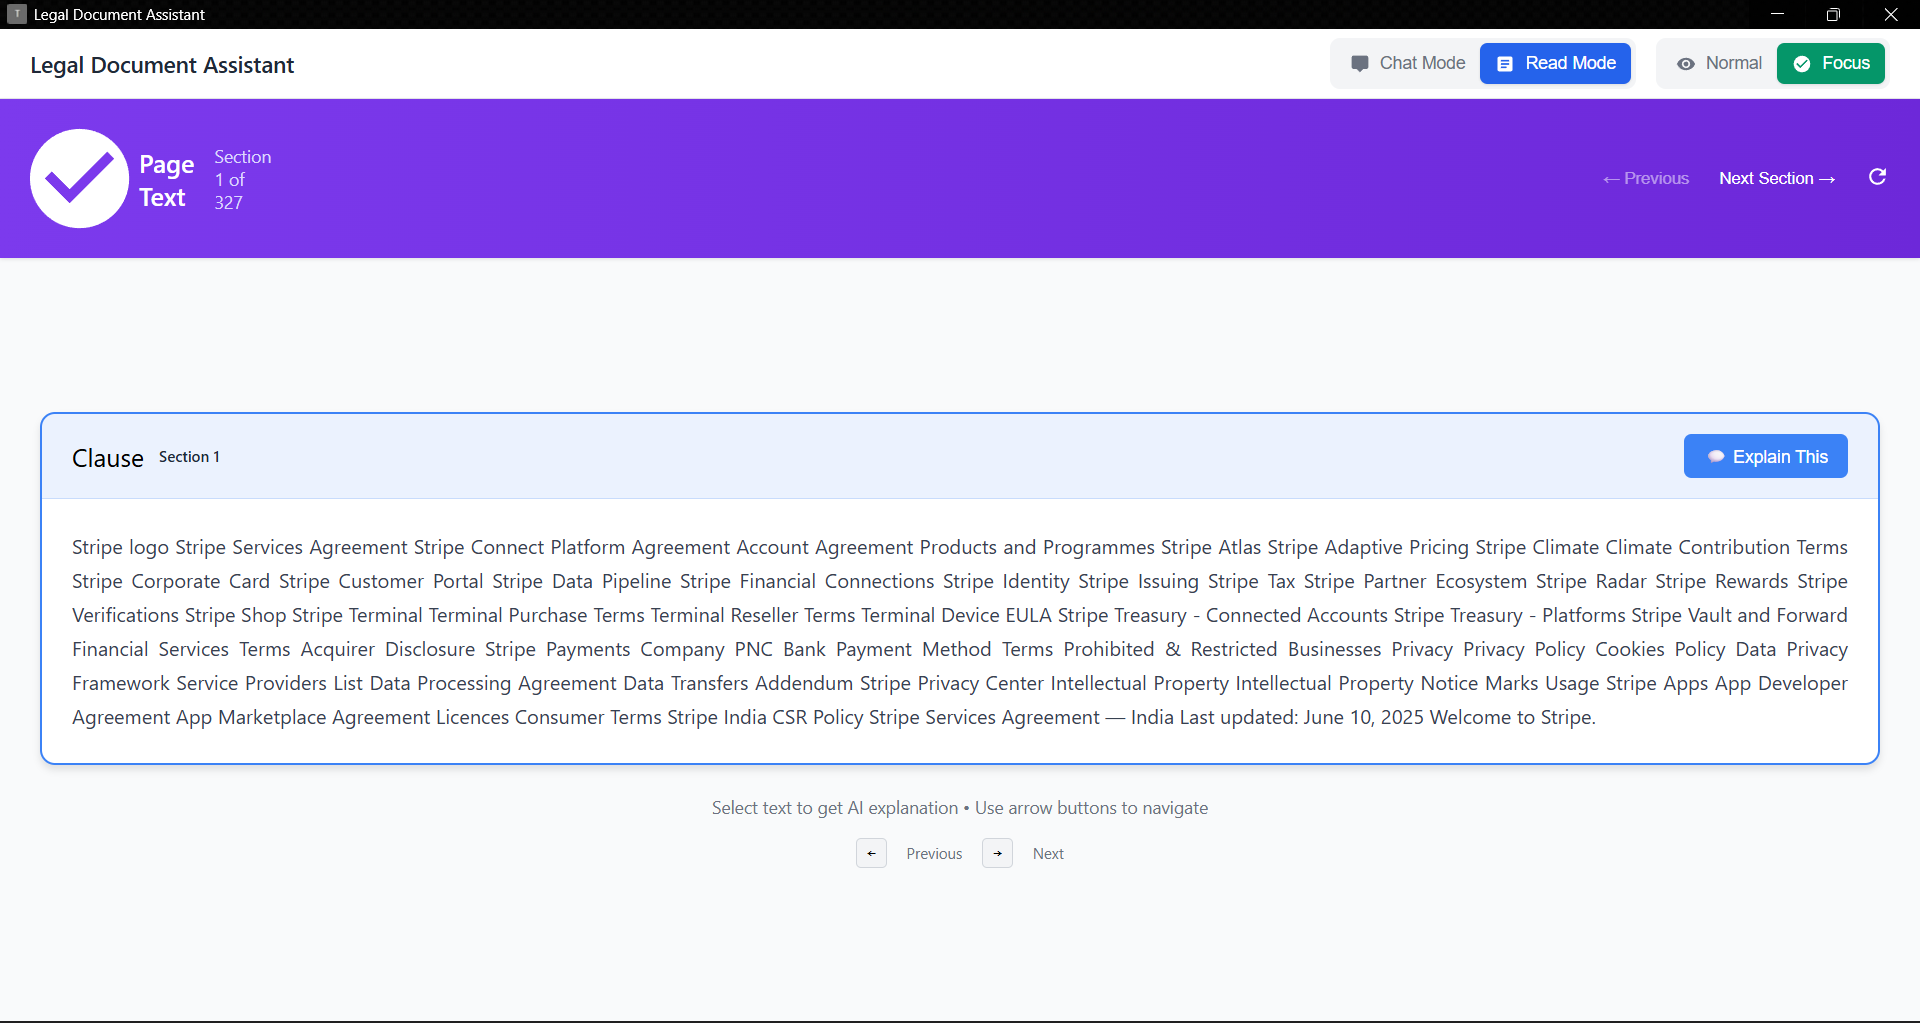 T Legal Document Assistant
Legal Document Assistant
Chat Mode
Read Mode
Normal
Focus
Page
Text
Section
1 of
327
← Previous
Next Section →
Clause Section 1
Explain This
Stripe logo Stripe Services Agreement Stripe Connect Platform Agreement Account Agreement Products and Programmes Stripe Atlas Stripe Adaptive Pricing Stripe Climate Climate Contribution Terms
Stripe Corporate Card Stripe Customer Portal Stripe Data Pipeline Stripe Financial Connections Stripe Identity Stripe Issuing Stripe Tax Stripe Partner Ecosystem Stripe Radar Stripe Rewards Stripe
Verifications Stripe Shop Stripe Terminal Terminal Purchase Terms Terminal Reseller Terms Terminal Device EULA Stripe Treasury - Connected Accounts Stripe Treasury - Platforms Stripe Vault and Forward
Financial Services Terms Acquirer Disclosure Stripe Payments Company PNC Bank Payment Method Terms Prohibited & Restricted Businesses Privacy Privacy Policy Cookies Policy Data Privacy
Framework Service Providers List Data Processing Agreement Data Transfers Addendum Stripe Privacy Center Intellectual Property Intellectual Property Notice Marks Usage Stripe Apps App Developer
Agreement App Marketplace Agreement Licences Consumer Terms Stripe India CSR Policy Stripe Services Agreement — India Last updated: June 10, 2025 Welcome to Stripe.
Select text to get AI explanation • Use arrow buttons to navigate
← Previous → Next